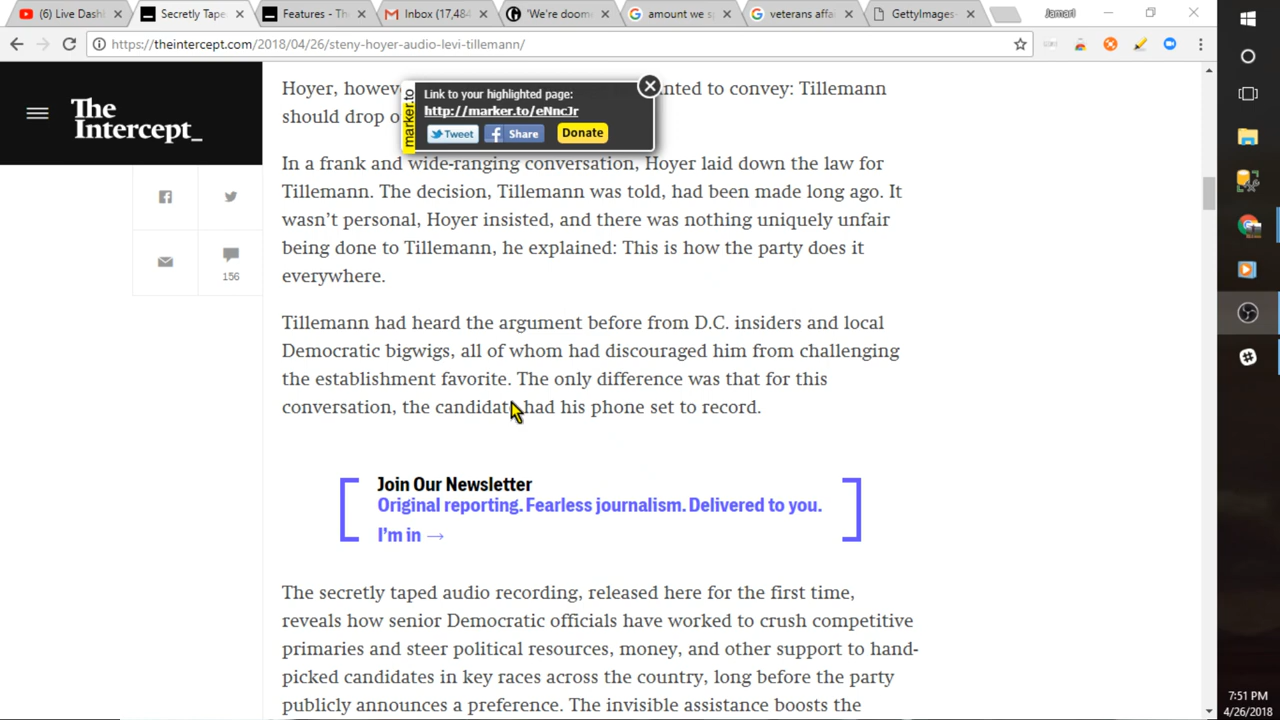 (6) Live Dash
Secretly Tape
Features - Th
Inbox (17,484
'We're doom
amount we s
veterans affai
GettyImages
Jamarl
https://theintercept.com/2018/04/26/steny-hoyer-audio-levi-tillemann/
The
Intercept_
156
Link to your highlighted page:
http://marker.to/eNncJr
marker.to
Tweet
Share
Donate
Hoyer, howev nted to convey: Tillemann
should drop o
In a frank and wide-ranging conversation, Hoyer laid down the law for
Tillemann. The decision, Tillemann was told, had been made long ago. It
wasn't personal, Hoyer insisted, and there was nothing uniquely unfair
being done to Tillemann, he explained: This is how the party does it
everywhere.
Tillemann had heard the argument before from D.C. insiders and local
Democratic bigwigs, all of whom had discouraged him from challenging
the establishment favorite. The only difference was that for this
conversation, the candidate had his phone set to record.
Join Our Newsletter
Original reporting. Fearless journalism. Delivered to you.
I'm in →
The secretly taped audio recording, released here for the first time,
reveals how senior Democratic officials have worked to crush competitive
primaries and steer political resources, money, and other support to hand-
picked candidates in key races across the country, long before the party
publicly announces a preference. The invisible assistance boosts the
7:51 PM
4/26/2018